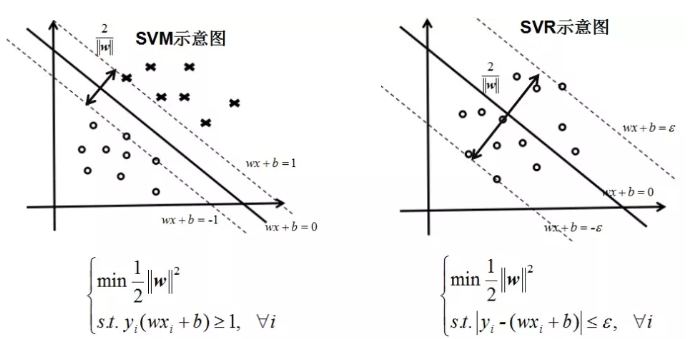 SVM示意图
2
‖w‖
wx+b=1
wx+b=-1
wx+b=0
min 1/2 ‖w‖²
s.t. yᵢ(wxᵢ+b)≥1, ∀i
SVR示意图
2
‖w‖
wx+b=ε
wx+b=0
wx+b=-ε
min 1/2 ‖w‖²
s.t.|yᵢ-(wxᵢ+b)|≤ε, ∀i